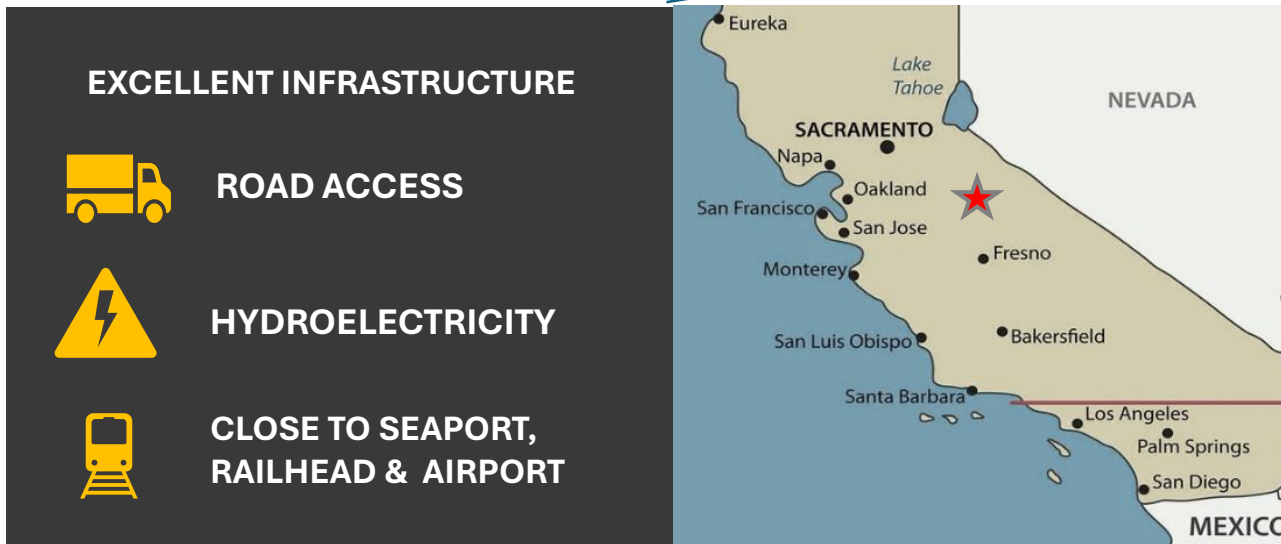 EXCELLENT INFRASTRUCTURE
ROAD ACCESS
HYDROELECTRICITY
CLOSE TO SEAPORT,
RAILHEAD & AIRPORT
Eureka
Lake
Tahoe
NEVADA
SACRAMENTO
Napa
Oakland
San Francisco
San Jose
Fresno
Monterey
San Luis Obispo
Bakersfield
Santa Barbara
Los Angeles
Palm Springs
San Diego
MEXICO